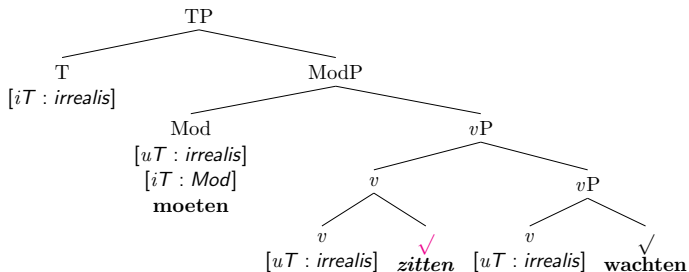 TP
T ModP
[iT : irrealis]
Mod vP
[uT : irrealis]
[iT : Mod] v vP
moeten
v √ v √
[uT : irrealis] zitten [uT : irrealis] wachten